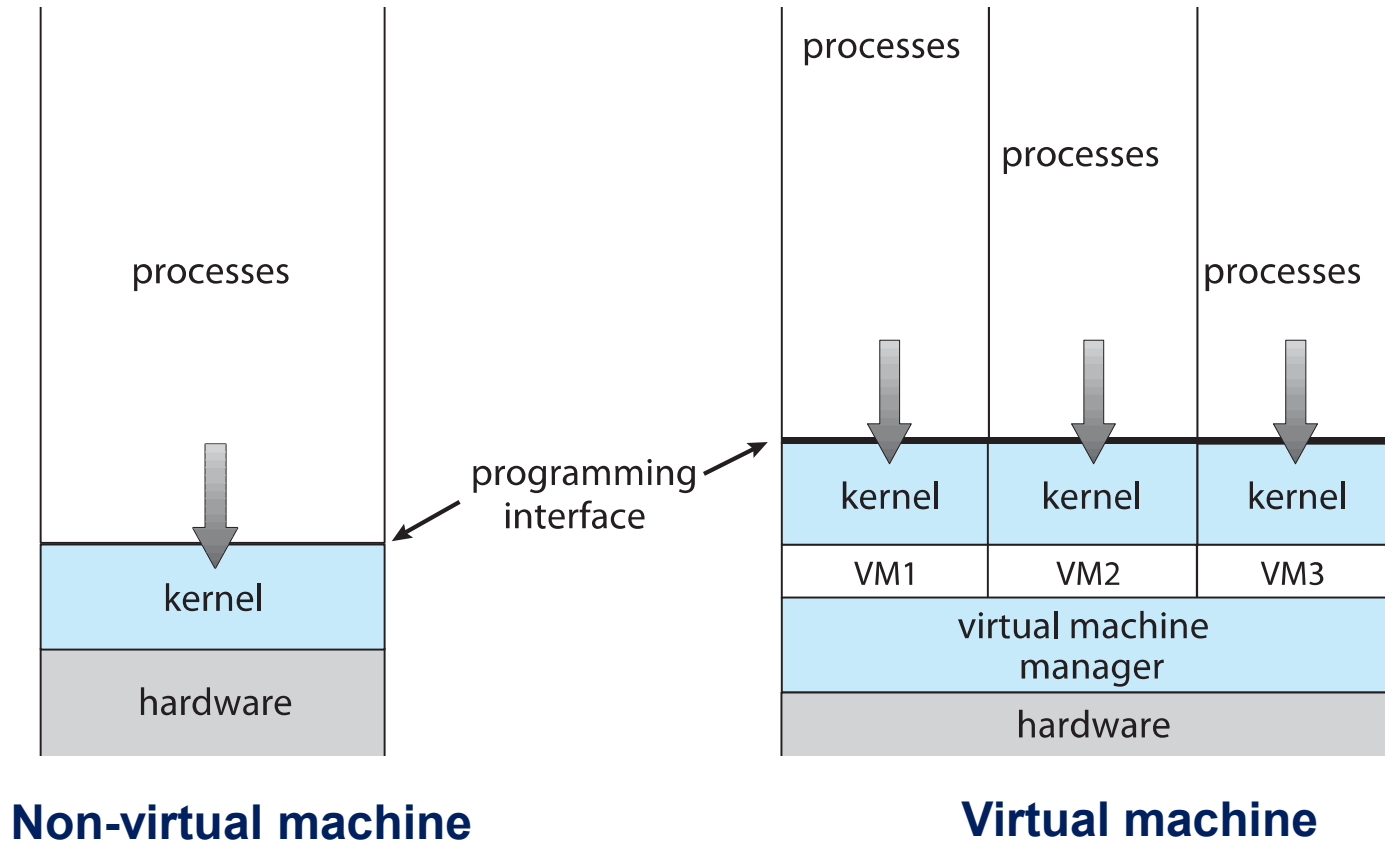 processes
kernel
hardware
Non-virtual machine
programming
interface
processes
processes
processes
kernel
kernel
kernel
VM1
VM2
VM3
virtual machine
manager
hardware
Virtual machine